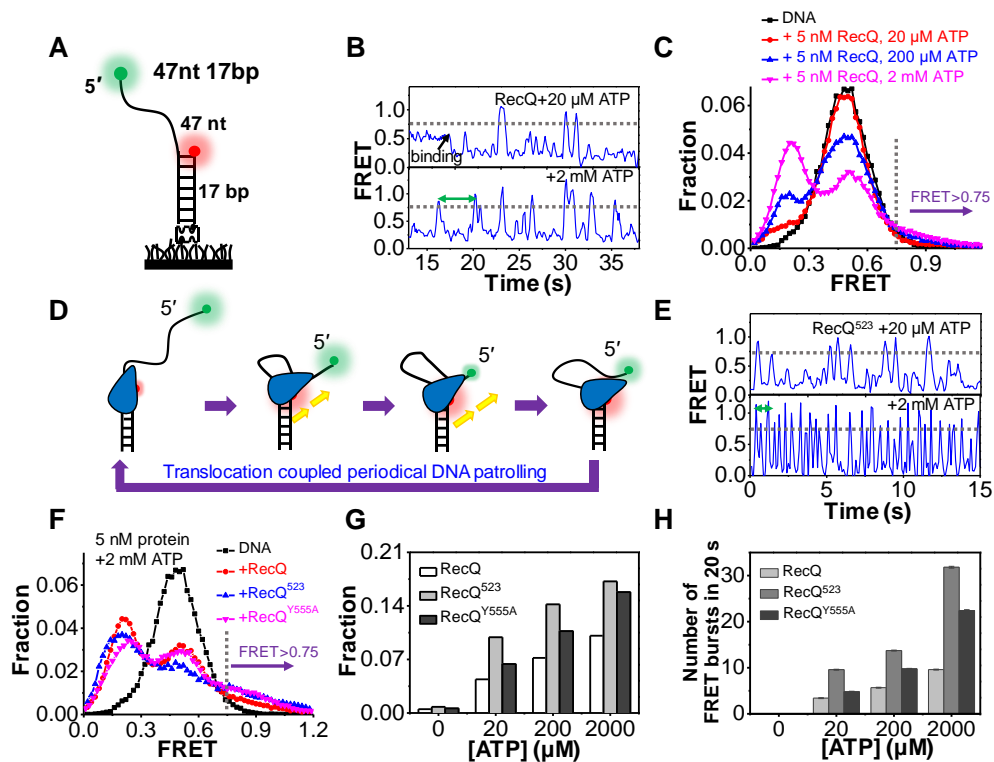 A
5′
47nt 17bp
47 nt
17 bp
B
RecQ+20 μM ATP
binding
+2 mM ATP
1.0
0.5
0.0
1.0
0.5
0.0
FRET
15 20 25 30 35
Time (s)
C
DNA
+ 5 nM RecQ, 20 μM ATP
+ 5 nM RecQ, 200 μM ATP
+ 5 nM RecQ, 2 mM ATP
FRET>0.75
0.06
0.04
0.02
0.00
Fraction
0.0 0.3 0.6 0.9
FRET
D
5′
5′
5′
5′
Translocation coupled periodical DNA patrolling
E
RecQ⁵²³ +20 μM ATP
+2 mM ATP
1.0
0.5
0.0
1.0
0.5
0.0
FRET
0 5 10 15
Time (s)
F
5 nM protein
+2 mM ATP
DNA
+RecQ
+RecQ⁵²³
+RecQʸ⁵⁵⁵ᴬ
FRET>0.75
0.08
0.06
0.04
0.02
0.00
Fraction
0.0 0.3 0.6 0.9 1.2
FRET
G
RecQ
RecQ⁵²³
RecQʸ⁵⁵⁵ᴬ
0.21
0.14
0.07
0.00
Fraction
0 20 200 2000
[ATP] (μM)
H
RecQ
RecQ⁵²³
RecQʸ⁵⁵⁵ᴬ
30
20
10
0
Number of
FRET bursts in 20 s
0 20 200 2000
[ATP] (μM)